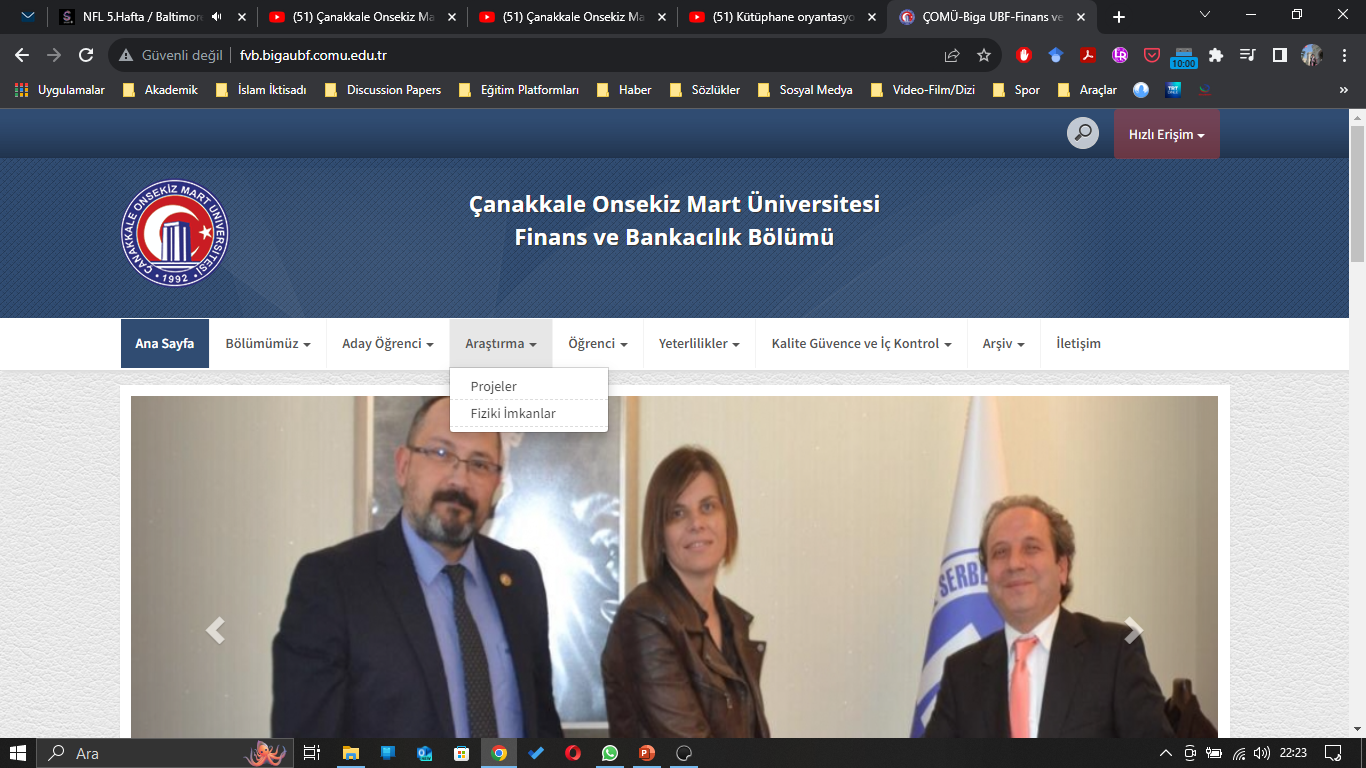 NFL 5.Hafta / Baltimore
(51) Çanakkale Onsekiz Ma
(51) Çanakkale Onsekiz Ma
(51) Kütüphane oryantasyo
ÇOMÜ-Biga UBF-Finans ve
Güvenli değil
fvb.bigaubf.comu.edu.tr
10:00
Uygulamalar
Akademik
İslam İktisadı
Discussion Papers
Eğitim Platformları
Haber
Sözlükler
Sosyal Medya
Video-Film/Dizi
Spor
Araçlar
Hızlı Erişim
ÇANAKKALE ONSEKİZ MART ÜNİVERSİTESİ
1992
Çanakkale Onsekiz Mart Üniversitesi
Finans ve Bankacılık Bölümü
Ana Sayfa
Bölümümüz
Aday Öğrenci
Araştırma
Öğrenci
Yeterlilikler
Kalite Güvence ve İç Kontrol
Arşiv
İletişim
Projeler
Fiziki İmkanlar
SERBE
Ara
22:23